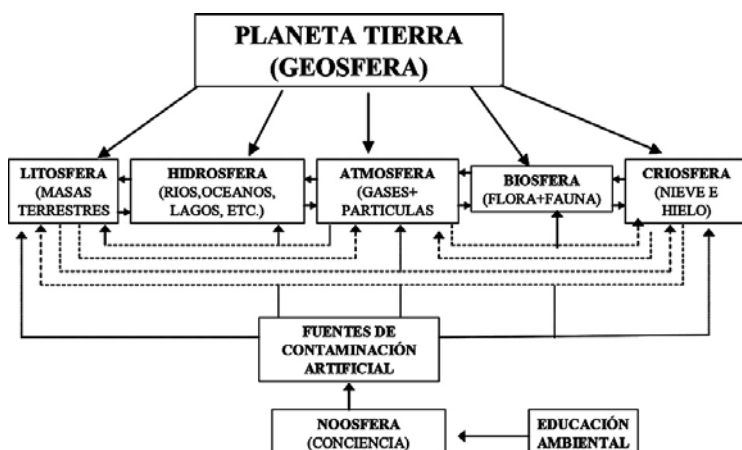 PLANETA TIERRA
(GEOSFERA)
LITOSFERA
(MASAS
TERRESTRES
HIDROSFERA
(RIOS,OCEANOS,
LAGOS, ETC.)
ATMOSFERA
(GASES+
PARTICULAS
BIOSFERA
(FLORA+FAUNA)
CRIOSFERA
(NIEVE E
HIELO)
FUENTES DE
CONTAMINACIÓN
ARTIFICIAL
NOOSFERA
(CONCIENCIA)
EDUCACIÓN
AMBIENTAL